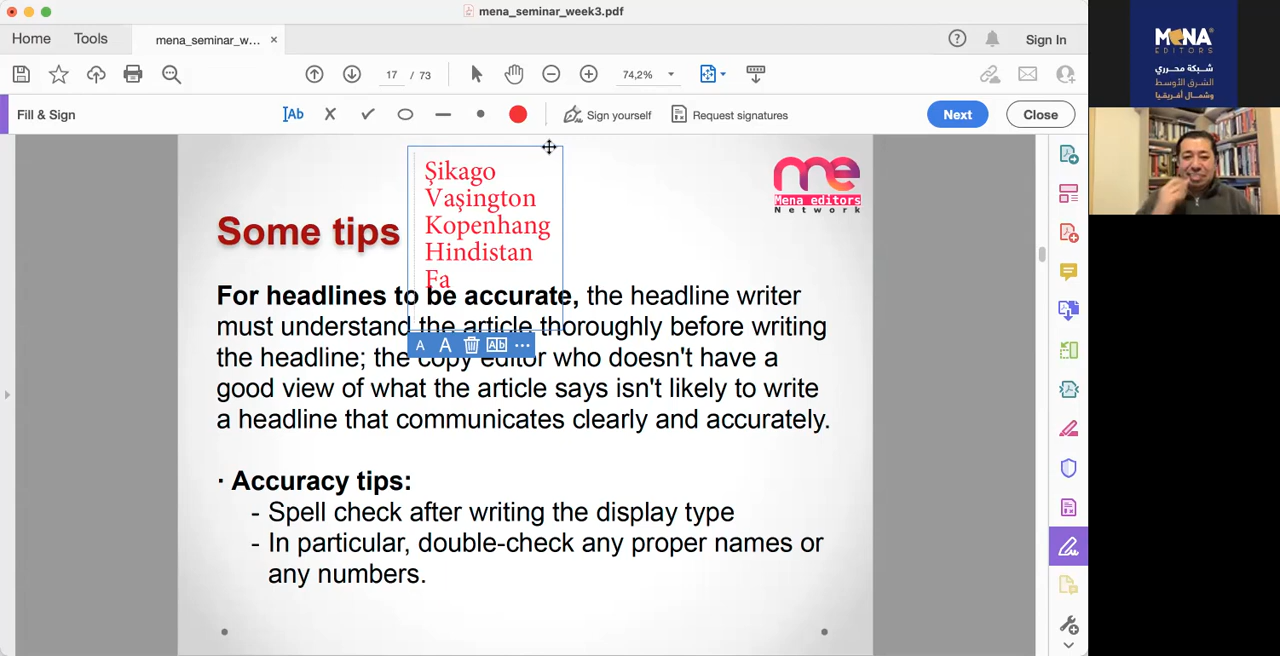 mena_seminar_week3.pdf
Home
Tools
mena_seminar_w...
Sign In
17 / 73
74,2%
Fill & Sign
Ab
Sign yourself
Request signatures
Next
Close
Şikago
Vaşington
Kopenhang
Hindistan
Fa
me
Mena editors
Network
Some tips
For headlines to be accurate, the headline writer
must understand the article thoroughly before writing
the headline; the copy editor who doesn't have a
good view of what the article says isn't likely to write
a headline that communicates clearly and accurately.
A A Ab ...
· Accuracy tips:
- Spell check after writing the display type
- In particular, double-check any proper names or
any numbers.
MENA
EDITORS
شبكة محرري
الشرق الأوسط
وشمال أفريقيا